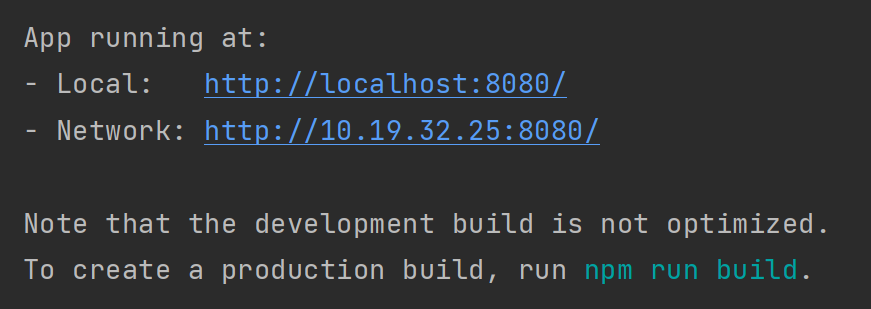 App running at:
- Local:   http://localhost:8080/
- Network: http://10.19.32.25:8080/
Note that the development build is not optimized.
To create a production build, run npm run build.